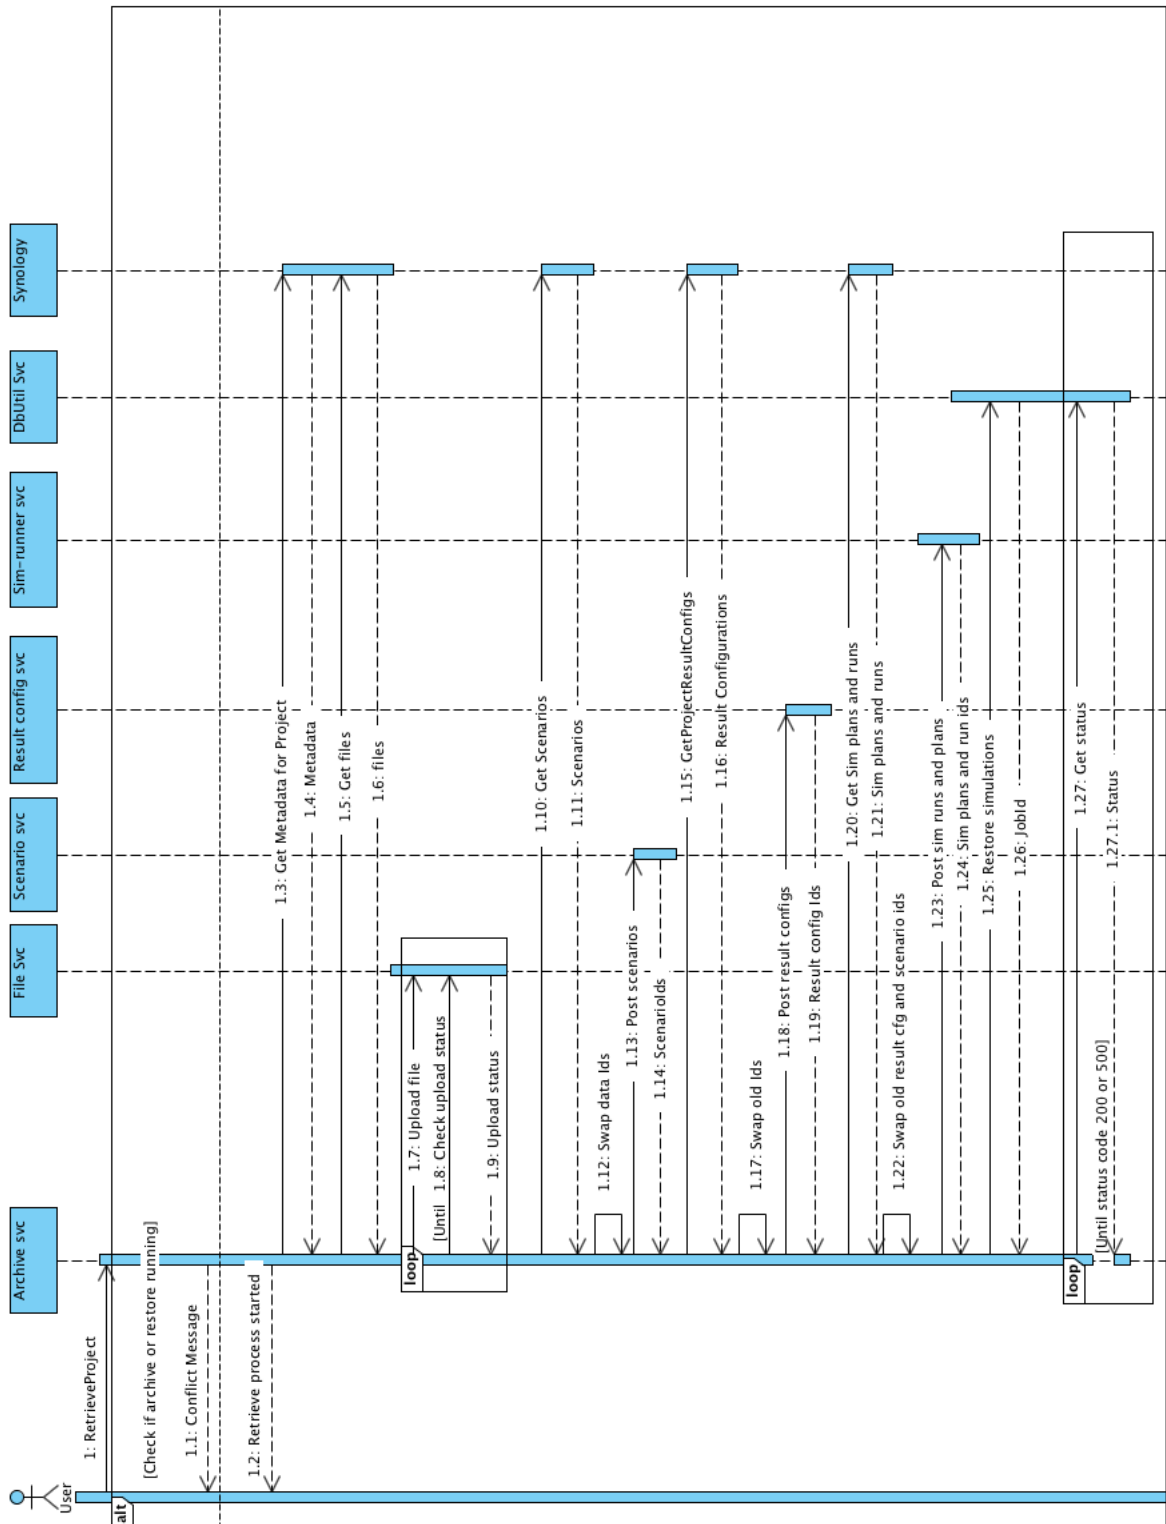 User
Archive svc
File Svc
Scenario svc
Result config svc
Sim-runner svc
DbUtil Svc
Synology
alt
1: RetrieveProject
[Check if archive or restore running]
1.1: Conflict Message
1.2: Retrieve process started
1.3: Get Metadata for Project
1.4: Metadata
1.5: Get files
1.6: files
loop
1.7: Upload file
[Until
1.8: Check upload status
1.9: Upload status
1.10: Get Scenarios
1.11: Scenarios
1.12: Swap data Ids
1.13: Post scenarios
1.14: ScenarioIds
1.15: GetProjectResultConfigs
1.16: Result Configurations
1.17: Swap old Ids
1.18: Post result configs
1.19: Result config Ids
1.20: Get Sim plans and runs
1.21: Sim plans and runs
1.22: Swap old result cfg and scenario ids
1.23: Post sim runs and plans
1.24: Sim plans and run ids
1.25: Restore simulations
1.26: JobId
loop
1.27: Get status
[Until status code 200 or 500]
1.27.1: Status